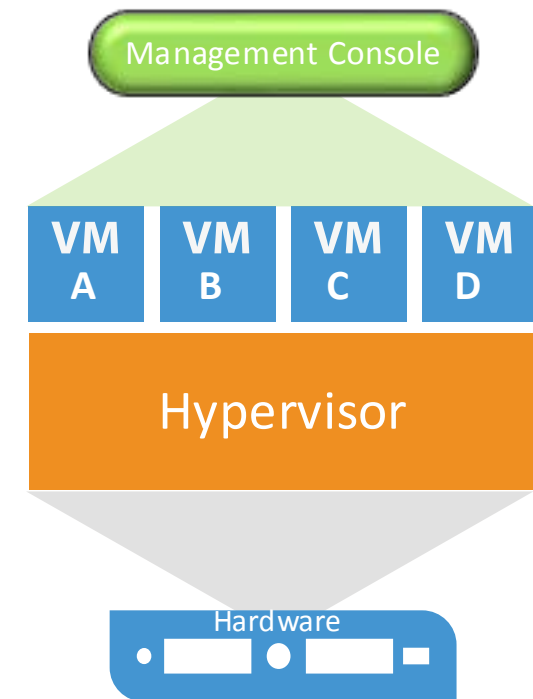 Management Console
VM VM VM VM
A B C D
Hypervisor
Hardware